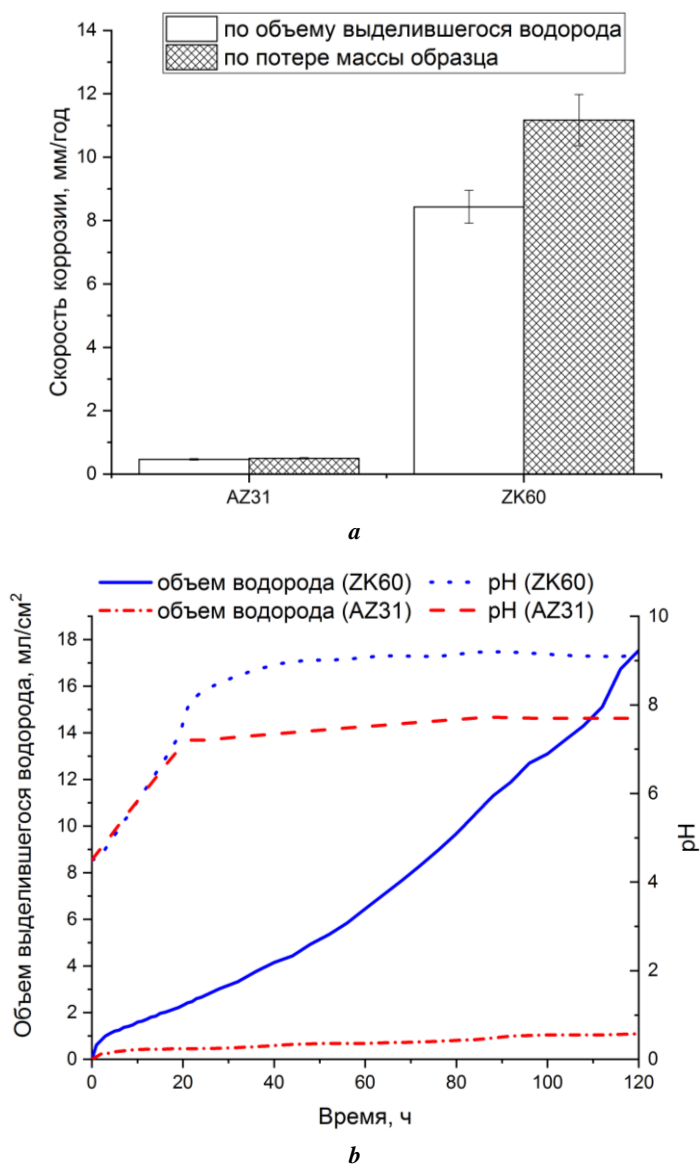 по объему выделившегося водорода
по потере массы образца
Скорость коррозии, мм/год
14
12
10
8
6
4
2
0
AZ31 ZK60
a
объем водорода (ZK60) pH (ZK60)
объем водорода (AZ31) pH (AZ31)
Объем выделившегося водорода, мл/см²
18
16
14
12
10
8
6
4
2
0
10
8
6
4
2
0
pH
0 20 40 60 80 100 120
Время, ч
b